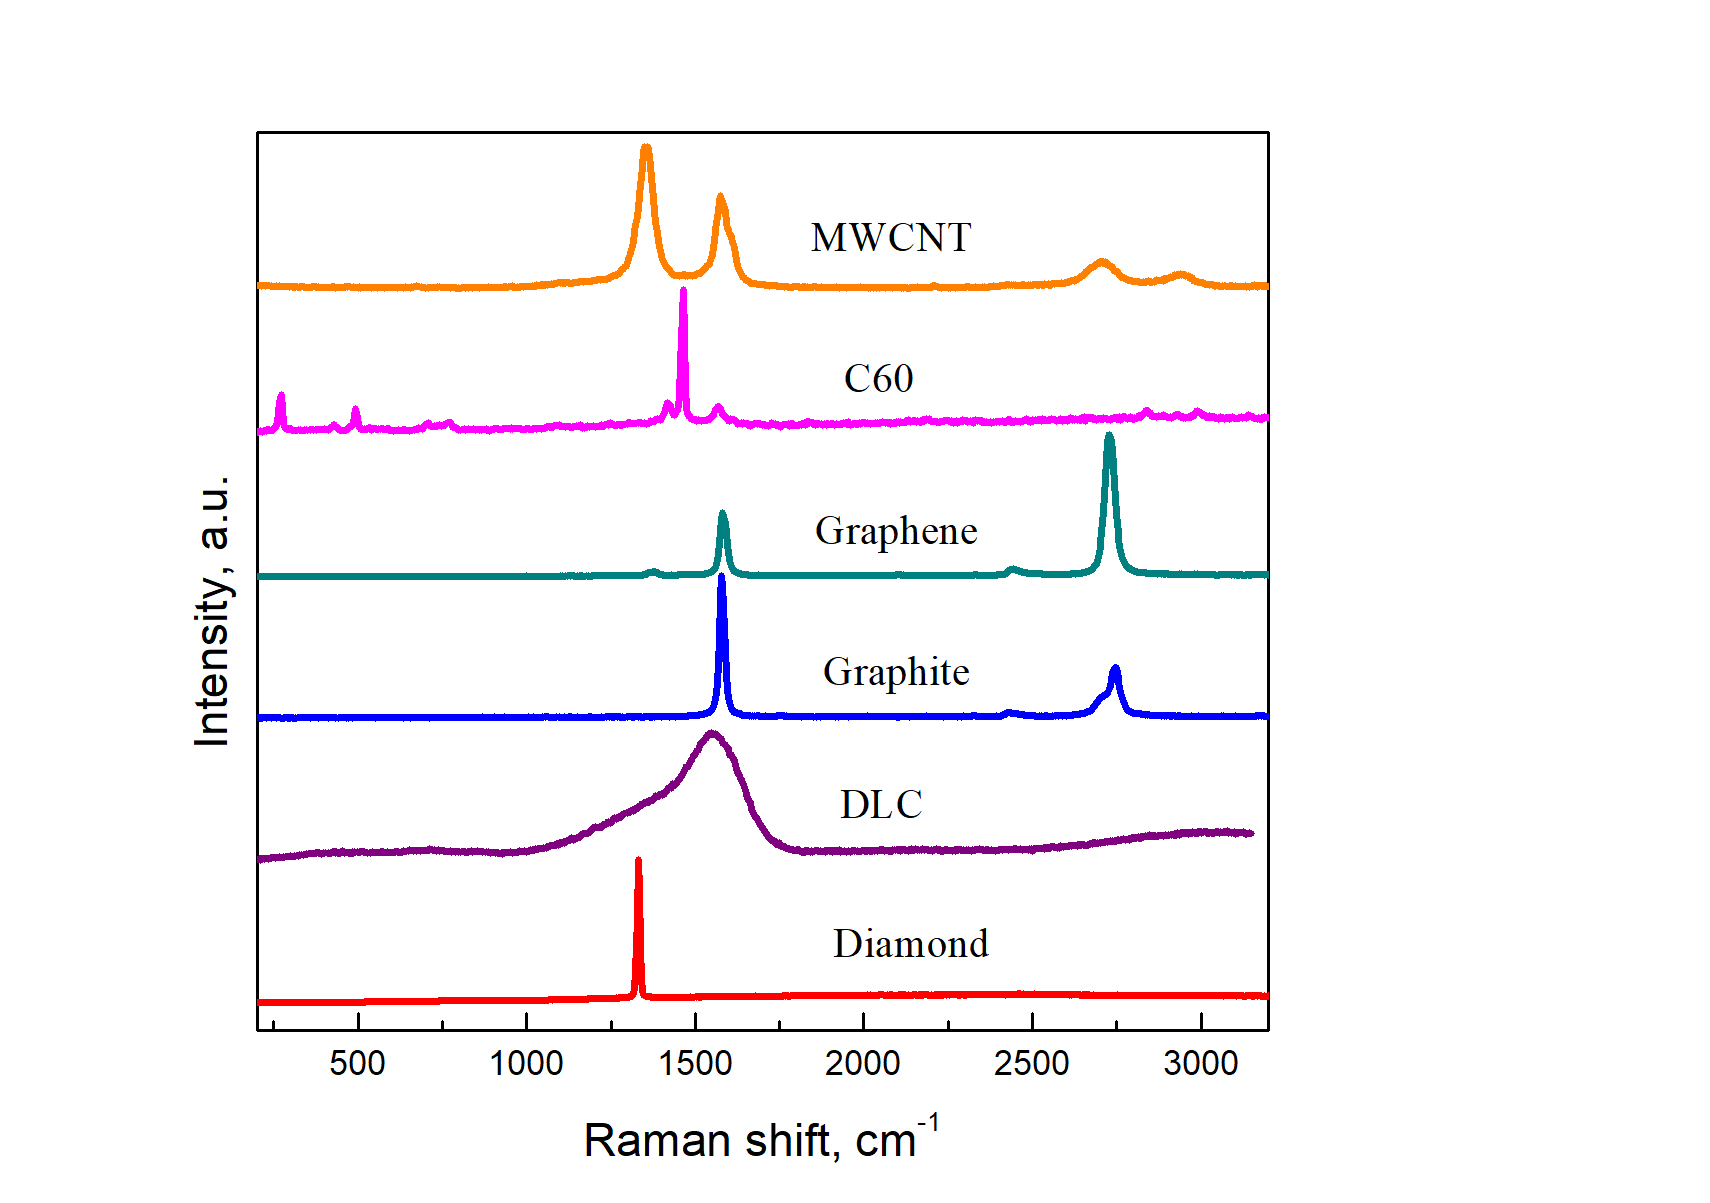 MWCNT
C60
Graphene
Graphite
DLC
Diamond
Intensity, a.u.
500 1000 1500 2000 2500 3000
Raman shift, cm-1